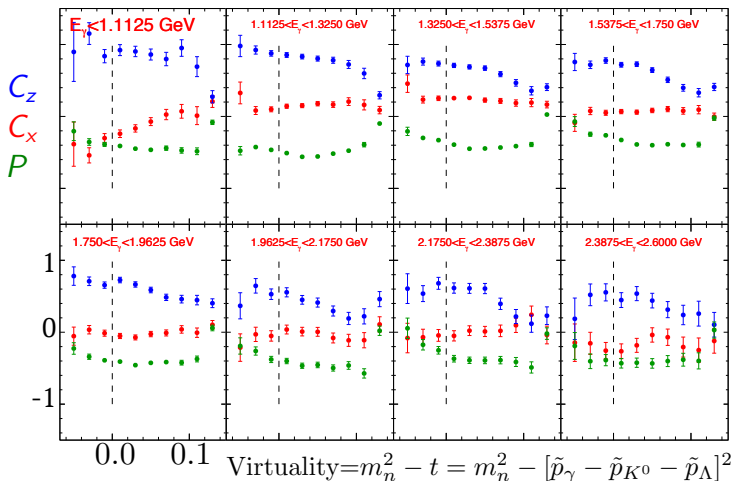 E_γ<1.1125 GeV
1.1125<E_γ<1.3250 GeV
1.3250<E_γ<1.5375 GeV
1.5375<E_γ<1.750 GeV
C_z
C_x
P
1.750<E_γ<1.9625 GeV
1.9625<E_γ<2.1750 GeV
2.1750<E_γ<2.3875 GeV
2.3875<E_γ<2.6000 GeV
1
0
-1
0.0 0.1
Virtuality=m_n^2 − t = m_n^2 − [p̃_γ − p̃_{K^0} − p̃_Λ]^2